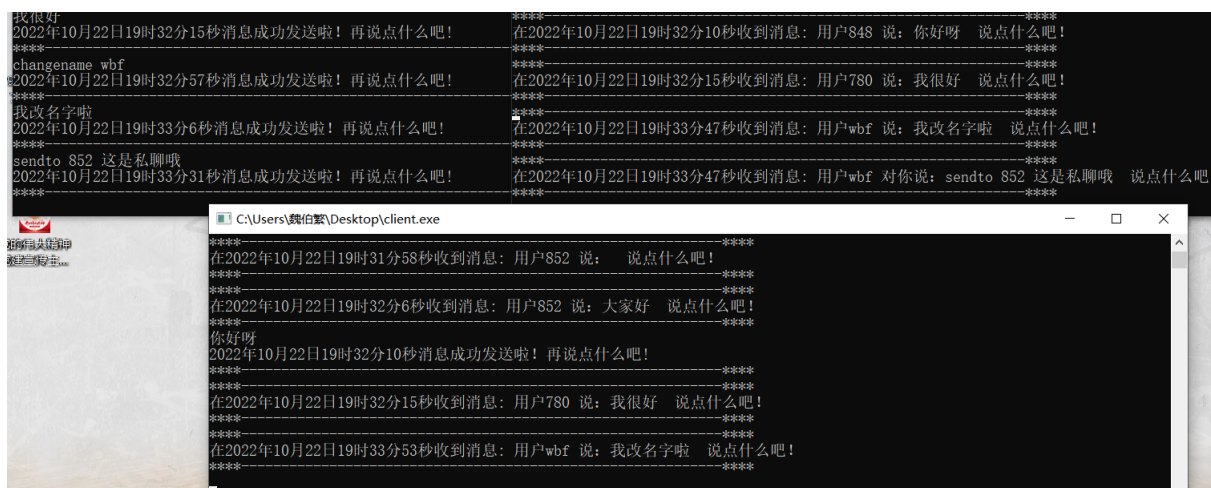 我很好
2022年10月22日19时32分15秒消息成功发送啦！再说点什么吧！
****----------------------------------------------------------
changename wbf
2022年10月22日19时32分57秒消息成功发送啦！再说点什么吧！
****----------------------------------------------------------
我改名字啦
2022年10月22日19时33分6秒消息成功发送啦！再说点什么吧！
****----------------------------------------------------------
sendto 852 这是私聊哦
2022年10月22日19时33分31秒消息成功发送啦！再说点什么吧！
****----------------------------------------------------------
****------------------------------------------------------------****
在2022年10月22日19时32分10秒收到消息: 用户848 说：你好呀  说点什么吧！
****------------------------------------------------------------****
****------------------------------------------------------------****
在2022年10月22日19时32分15秒收到消息: 用户780 说：我很好  说点什么吧！
****------------------------------------------------------------****
****------------------------------------------------------------****
在2022年10月22日19时33分47秒收到消息: 用户wbf 说：我改名字啦  说点什么吧！
****------------------------------------------------------------****
****------------------------------------------------------------****
在2022年10月22日19时33分47秒收到消息: 用户wbf 对你说：sendto 852 这是私聊哦  说点什么吧
****------------------------------------------------------------****
C:\Users\魏伯繁\Desktop\client.exe
****------------------------------------------------------------****
在2022年10月22日19时31分58秒收到消息: 用户852 说：  说点什么吧！
****------------------------------------------------------------****
****------------------------------------------------------------****
在2022年10月22日19时32分6秒收到消息: 用户852 说：大家好  说点什么吧！
****------------------------------------------------------------****
你好呀
2022年10月22日19时32分10秒消息成功发送啦！再说点什么吧！
****------------------------------------------------------------****
****------------------------------------------------------------****
在2022年10月22日19时32分15秒收到消息: 用户780 说：我很好  说点什么吧！
****------------------------------------------------------------****
****------------------------------------------------------------****
在2022年10月22日19时33分53秒收到消息: 用户wbf 说：我改名字啦  说点什么吧！
****------------------------------------------------------------****
的伟大精神